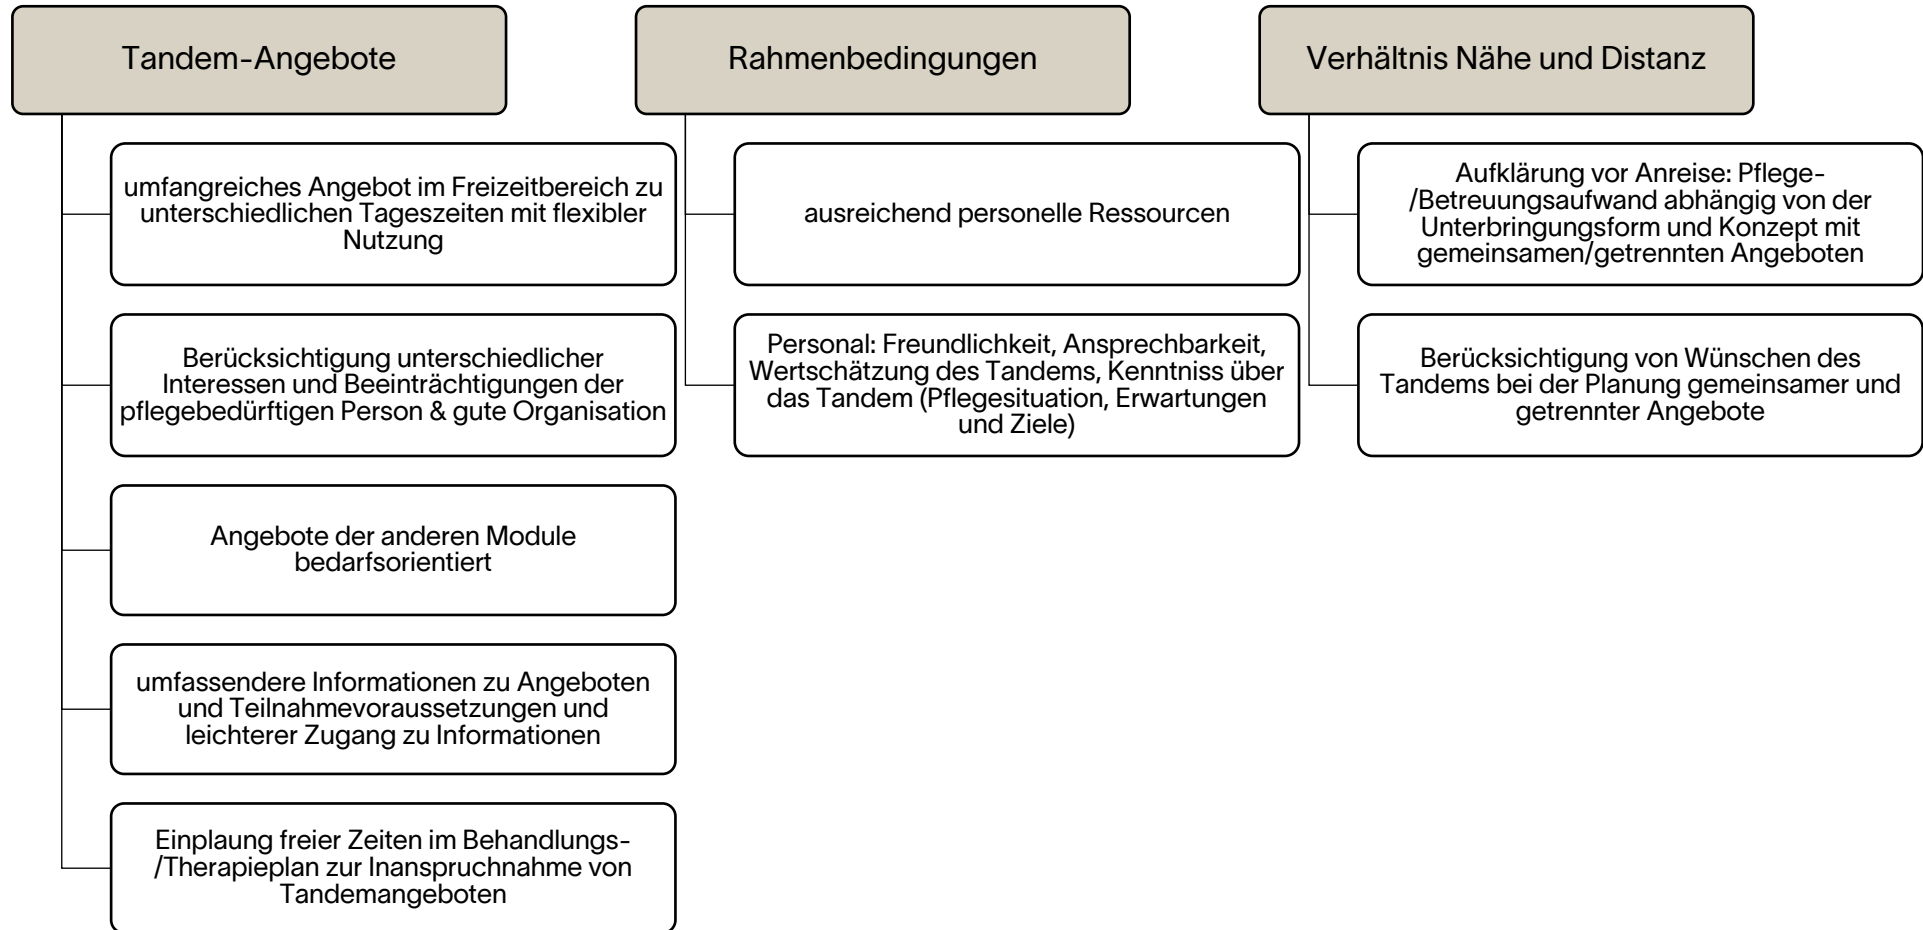 Tandem-Angebote
umfangreiches Angebot im Freizeitbereich zu
unterschiedlichen Tageszeiten mit flexibler
Nutzung
Berücksichtigung unterschiedlicher
Interessen und Beeinträchtigungen der
pflegebedürftigen Person & gute Organisation
Angebote der anderen Module
bedarfsorientiert
umfassendere Informationen zu Angeboten
und Teilnahmevoraussetzungen und
leichterer Zugang zu Informationen
Einplaung freier Zeiten im Behandlungs-
/Therapieplan zur Inanspruchnahme von
Tandemangeboten
Rahmenbedingungen
ausreichend personelle Ressourcen
Personal: Freundlichkeit, Ansprechbarkeit,
Wertschätzung des Tandems, Kenntniss über
das Tandem (Pflegesituation, Erwartungen
und Ziele)
Verhältnis Nähe und Distanz
Aufklärung vor Anreise: Pflege-
/Betreuungsaufwand abhängig von der
Unterbringungsform und Konzept mit
gemeinsamen/getrennten Angeboten
Berücksichtigung von Wünschen des
Tandems bei der Planung gemeinsamer und
getrennter Angebote